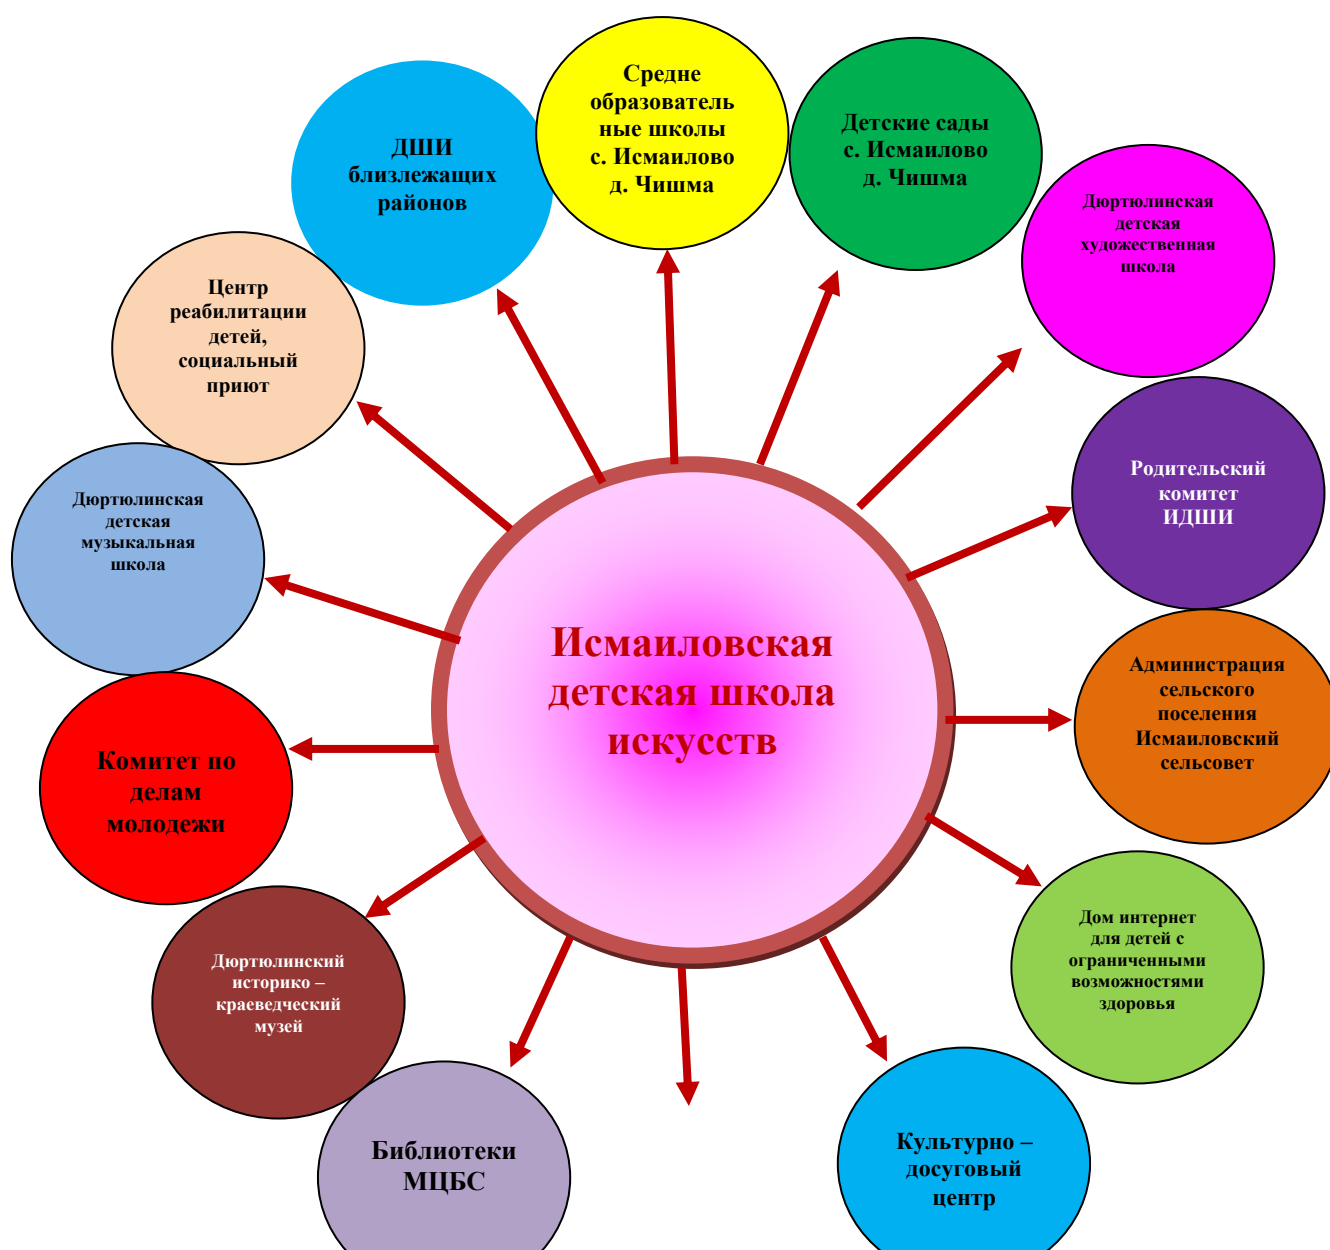 Средне
образователь
ные школы
с. Исмаилово
д. Чишма
Детские сады
с. Исмаилово
д. Чишма
ДШИ
близлежащих
районов
Дюртюлинская
детская
художественная
школа
Центр
реабилитации
детей,
социальный
приют
Родительский
комитет
ИДШИ
Дюртюлинская
детская
музыкальная
школа
Исмаиловская
детская школа
искусств
Администрация
сельского
поселения
Исмаиловский
сельсовет
Комитет по
делам
молодежи
Дом интернет
для детей с
ограниченными
возможностями
здоровья
Дюртюлинский
историко –
краеведческий
музей
Библиотеки
МЦБС
Культурно –
досуговый
центр